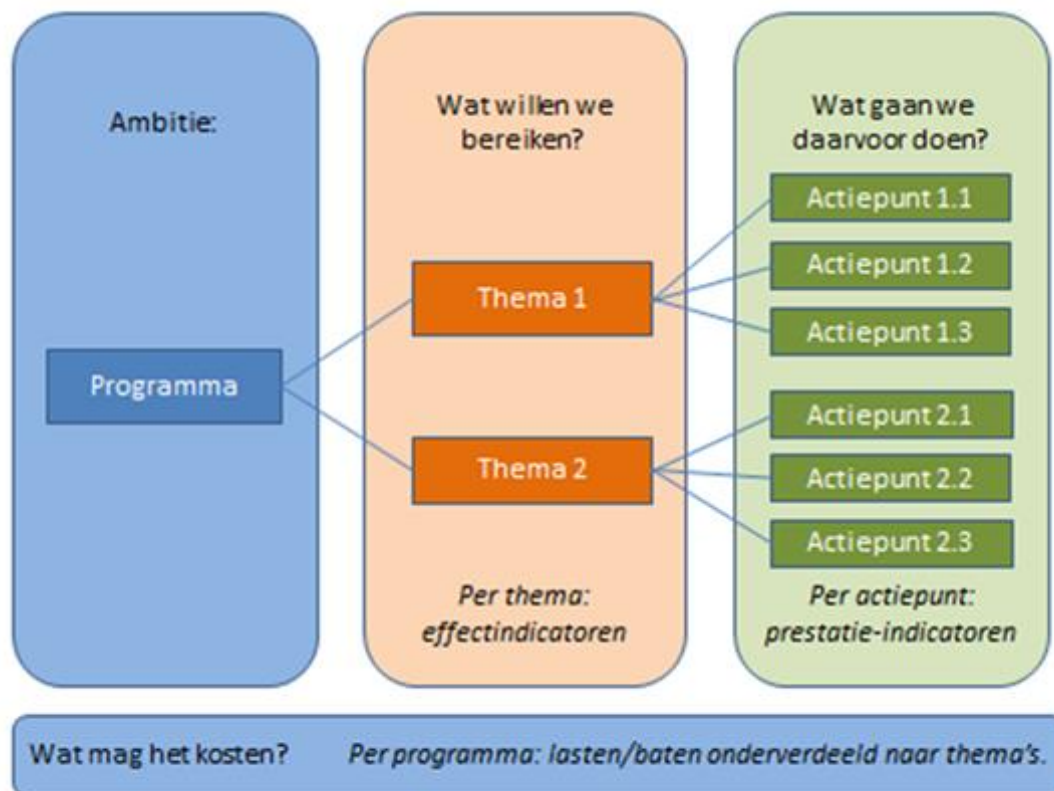 Ambitie:
Programma
Wat willen we
bereiken?
Thema 1
Thema 2
Per thema:
effectindicatoren
Wat gaan we
daarvoor doen?
Actiepunt 1.1
Actiepunt 1.2
Actiepunt 1.3
Actiepunt 2.1
Actiepunt 2.2
Actiepunt 2.3
Per actiepunt:
prestatie-indicatoren
Wat mag het kosten? Per programma: lasten/baten onderverdeeld naar thema's.